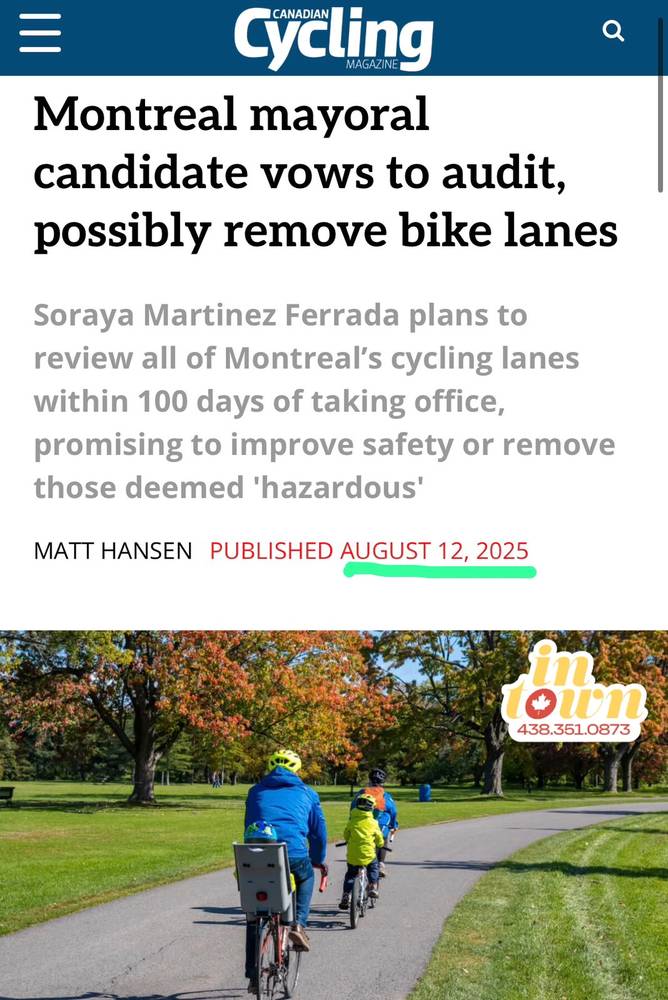 CANADIAN
Cycling
MAGAZINE
Montreal mayoral
candidate vows to audit,
possibly remove bike lanes
Soraya Martinez Ferrada plans to
review all of Montreal’s cycling lanes
within 100 days of taking office,
promising to improve safety or remove
those deemed 'hazardous'
MATT HANSEN PUBLISHED AUGUST 12, 2025
in
town
438.351.0873